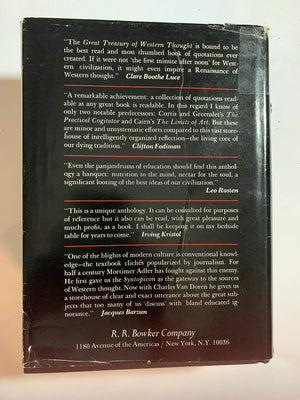 "The Great Treasury of Western Thought is bound to be
the best read and most thumbed book of quotations ever
created. If it were not 'the first minute after noon' for Wes-
tern civilization, it might even inspire a Renaissance of
Western thought." Clare Boothe Luce
"A remarkable achievement: a collection of quotations read-
able as any great book is readable. In this regard I know of
only two notable predecessors: Curtis and Greenslet's The
Practical Cogitator and Cairn's The Limits of Art. But these
are minor and unsystematic efforts compared to this vast store-
house of intelligently organized reflection—the living core of
our dying tradition." Clifton Fadiman
"Even the panjandrums of education should find this antho-
logy a banquet: nutrition to the mind, nectar for the soul, a
significant looting of the best ideas of our civilization."
Leo Rosten
"This is a unique anthology. It can be consulted for purposes
of reference but it also can be read, with great pleasure and
much profit, as a book. I shall be keeping it on my bedside
table for years to come." Irving Kristol
"One of the blights of modern culture is conventional know-
ledge—the textbook clichés popularized by journalism. For
half a century Mortimer Adler has fought against this enemy.
He first gave us the Syntopicon as the gateway to the sources
of Western thought. Now with Charles Van Doren he gives us
a storehouse of clear and exact utterance about the great sub-
jects that too many of us 'discuss' with bland educated ig-
norance." Jacques Barzun
R. R. Bowker Company
1180 Avenue of the Americas / New York, N.Y. 10036